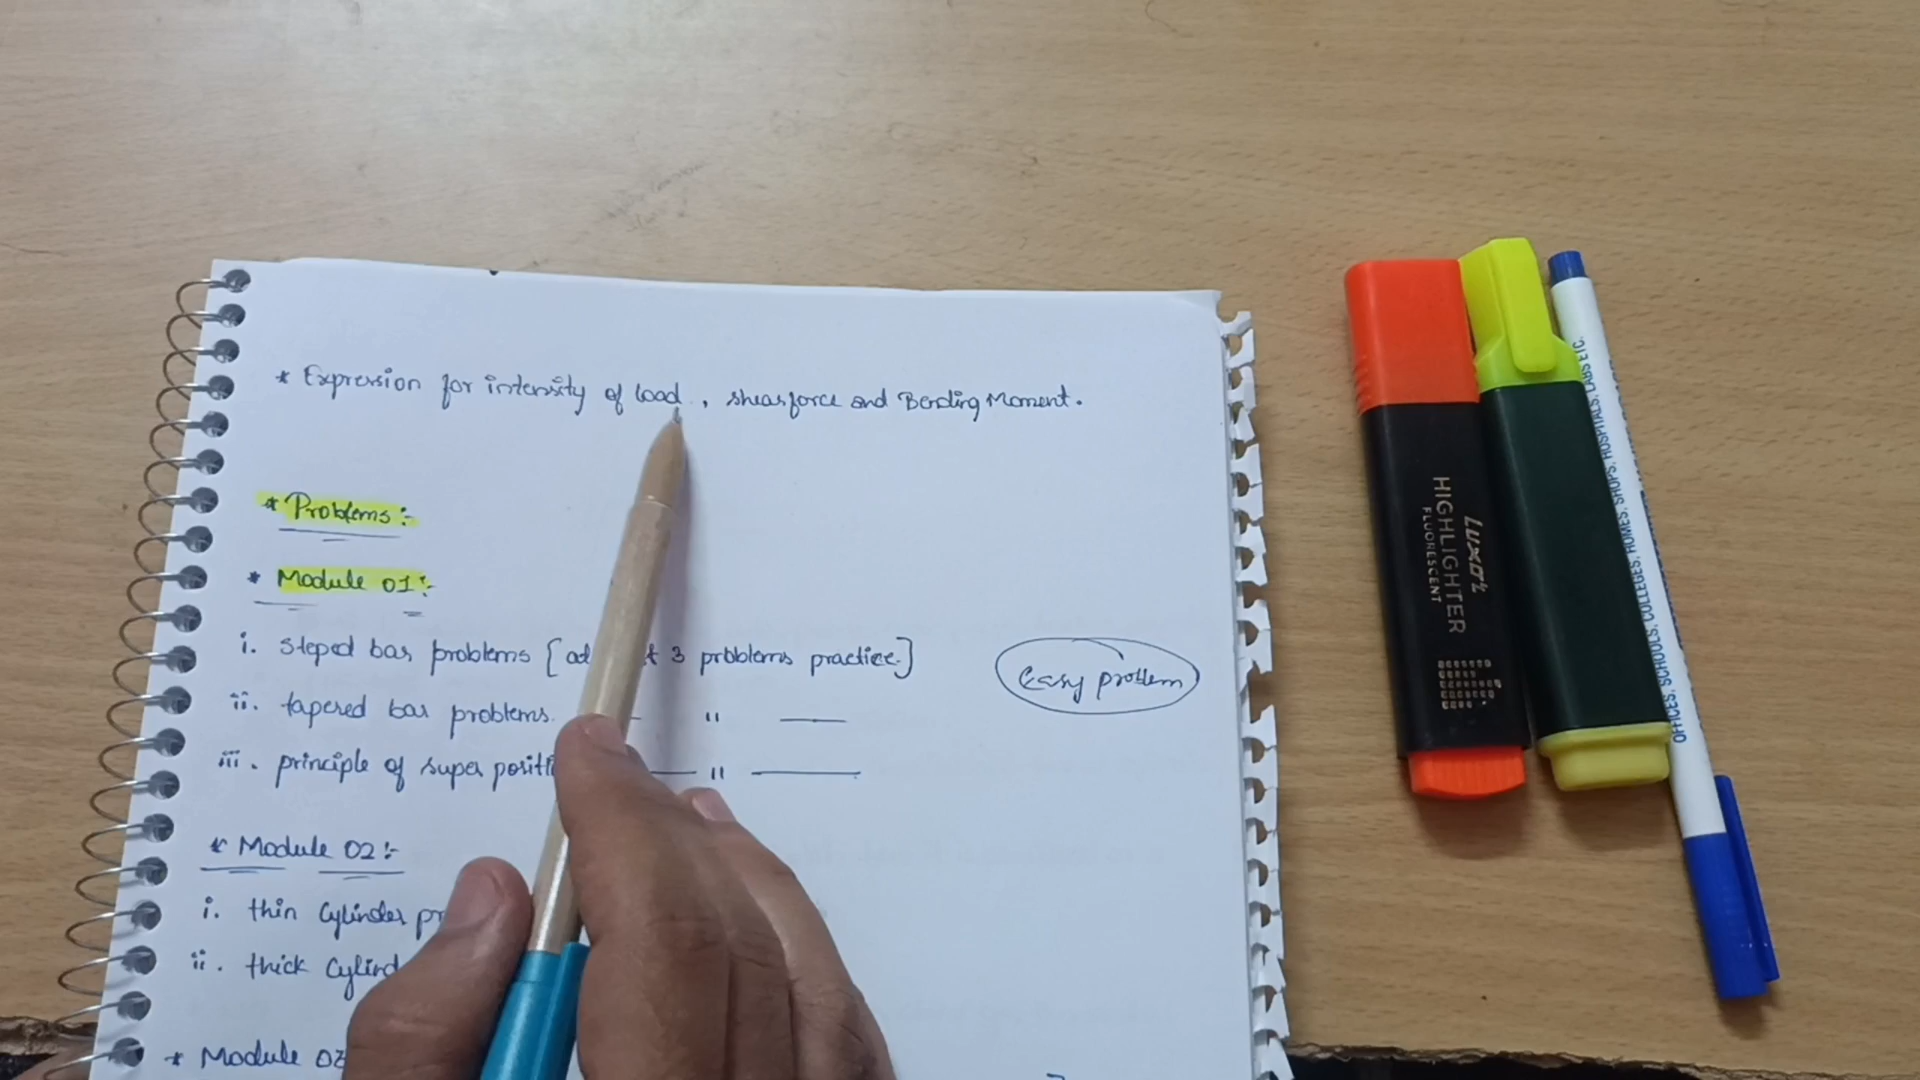 * Expression for intensity of load, shearforce and Bending Moment.
* Problems:-
* Module 01:-
i. steped bar problems [ 3 problems practice.]
ii. tapered bar problems. — " —
iii. principle of super — " —
easy problem
* Module 02:-
i. thin cylinder
ii. thick
* Module
LUXOR
HIGHLIGHTER
FLUORESCENT
OFFICES, SCHOOLS, COLLEGES, HOMES, SHOPS, HOSPITALS, LABS ETC.